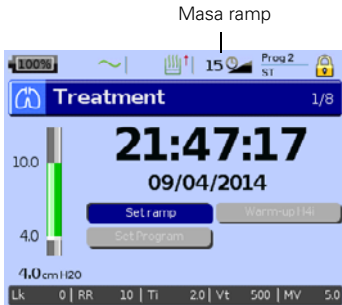 Masa ramp
100% 15 Prog 2
ST
Treatment 1/8
21:47:17
09/04/2014
10.0
Set ramp Warm-up H4i
4.0 Set Program
4.0 cmH2O
Lk 0 RR 10 Ti 2.0 Vt 500 MV 5.0